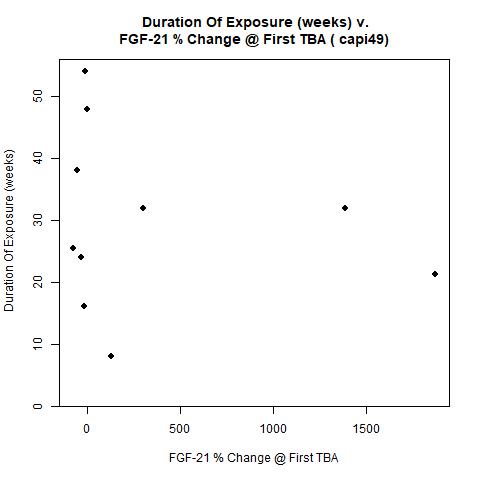 Duration Of Exposure (weeks) v.
FGF-21 % Change @ First TBA ( capi49)
Duration Of Exposure (weeks)
50
40
30
20
10
0
0 500 1000 1500
FGF-21 % Change @ First TBA